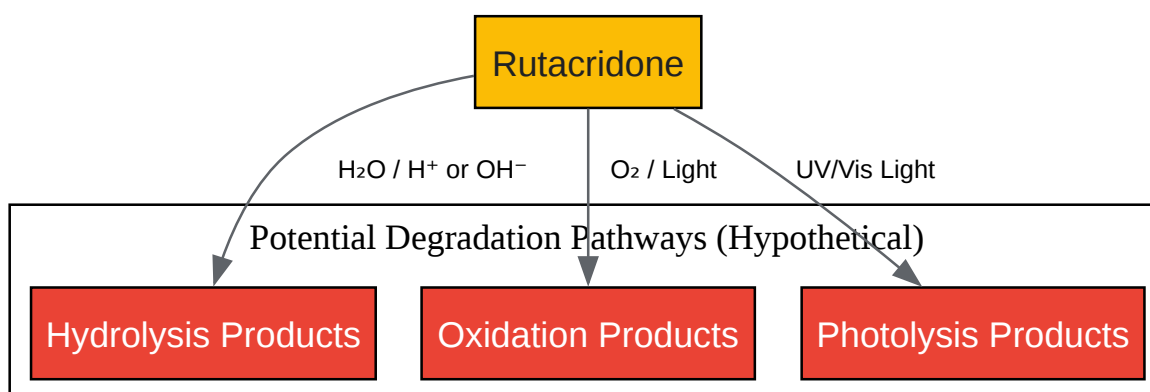 Rutacridone
H₂O / H⁺ or OH⁻
O₂ / Light
UV/Vis Light
Potential Degradation Pathways (Hypothetical)
Hydrolysis Products
Oxidation Products
Photolysis Products